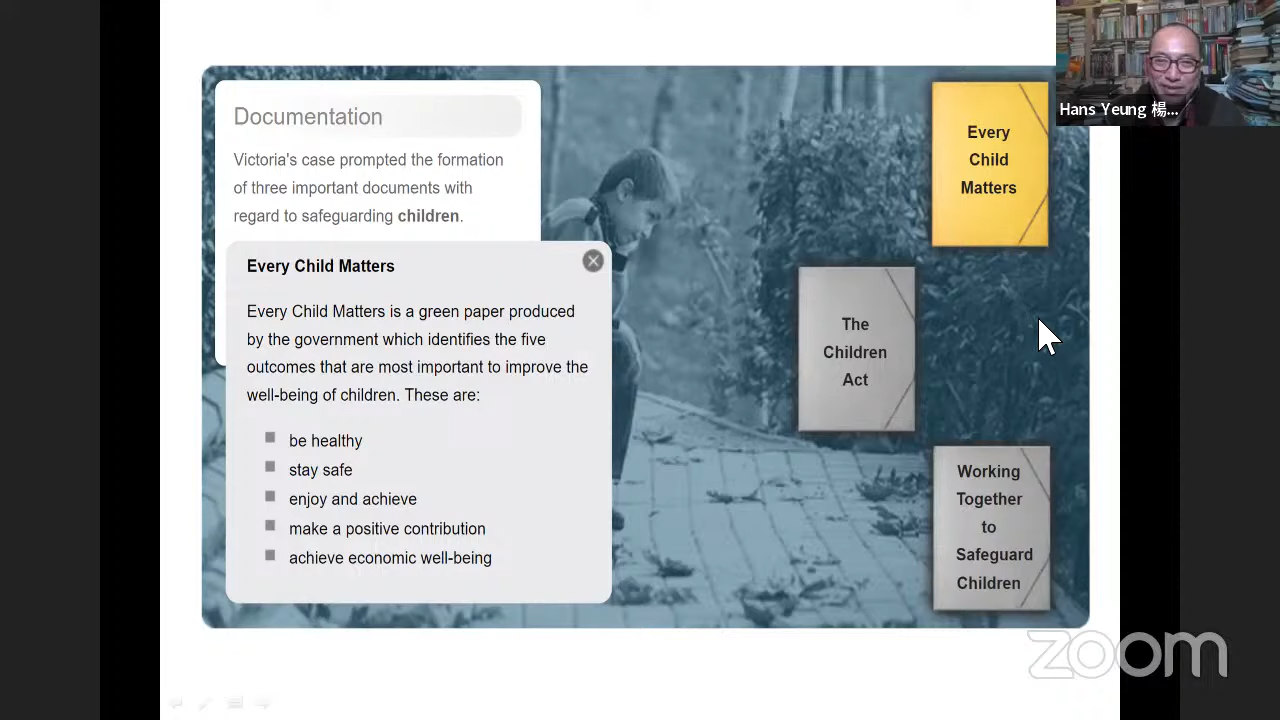 Documentation
Victoria's case prompted the formation
of three important documents with
regard to safeguarding children.
Every Child Matters
Every Child Matters is a green paper produced
by the government which identifies the five
outcomes that are most important to improve the
well-being of children. These are:
be healthy
stay safe
enjoy and achieve
make a positive contribution
achieve economic well-being
Every
Child
Matters
The
Children
Act
Working
Together
to
Safeguard
Children
Hans Yeung 楊...
zoom